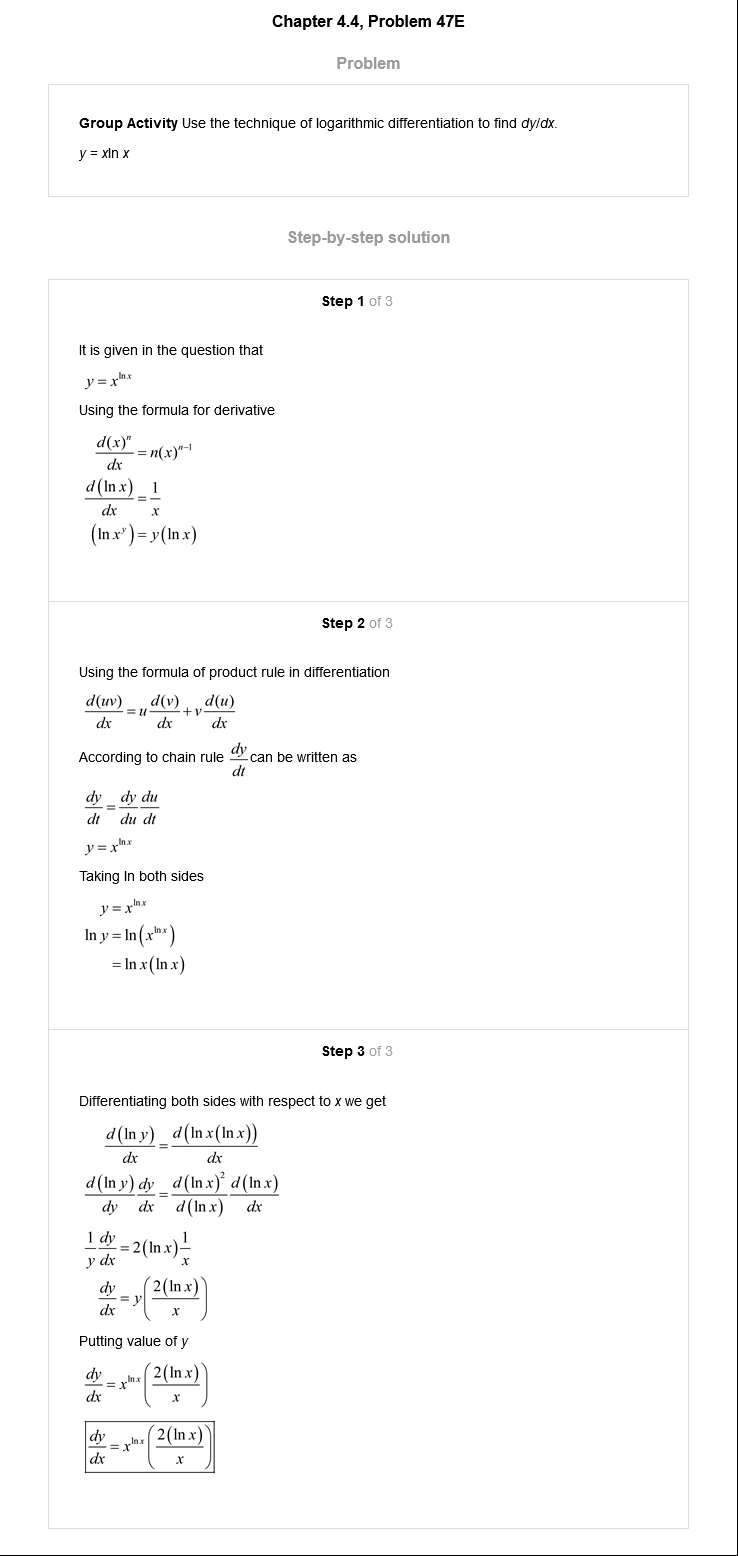 Chapter 4.4, Problem 47E
Problem
Group Activity Use the technique of logarithmic differentiation to find dy/dx.
y = xln x
Step-by-step solution
Step 1 of 3
It is given in the question that
y = x^{ln x}
Using the formula for derivative
\frac{d(x)^n}{dx} = n(x)^{n-1}
\frac{d(ln x)}{dx} = \frac{1}{x}
(ln x^y) = y(ln x)
Step 2 of 3
Using the formula of product rule in differentiation
\frac{d(uv)}{dx} = u\frac{d(v)}{dx} + v\frac{d(u)}{dx}
According to chain rule \frac{dy}{dt} can be written as
\frac{dy}{dt} = \frac{dy}{du}\frac{du}{dt}
y = x^{ln x}
Taking ln both sides
y = x^{ln x}
ln y = ln(x^{ln x})
= ln x(ln x)
Step 3 of 3
Differentiating both sides with respect to x we get
\frac{d(ln y)}{dx} = \frac{d(ln x(ln x))}{dx}
\frac{d(ln y)}{dy}\frac{dy}{dx} = \frac{d(ln x)^2}{d(ln x)}\frac{d(ln x)}{dx}
\frac{1}{y}\frac{dy}{dx} = 2(ln x)\frac{1}{x}
\frac{dy}{dx} = y(\frac{2(ln x)}{x})
Putting value of y
\frac{dy}{dx} = x^{ln x}(\frac{2(ln x)}{x})
\frac{dy}{dx} = x^{ln x}(\frac{2(ln x)}{x})